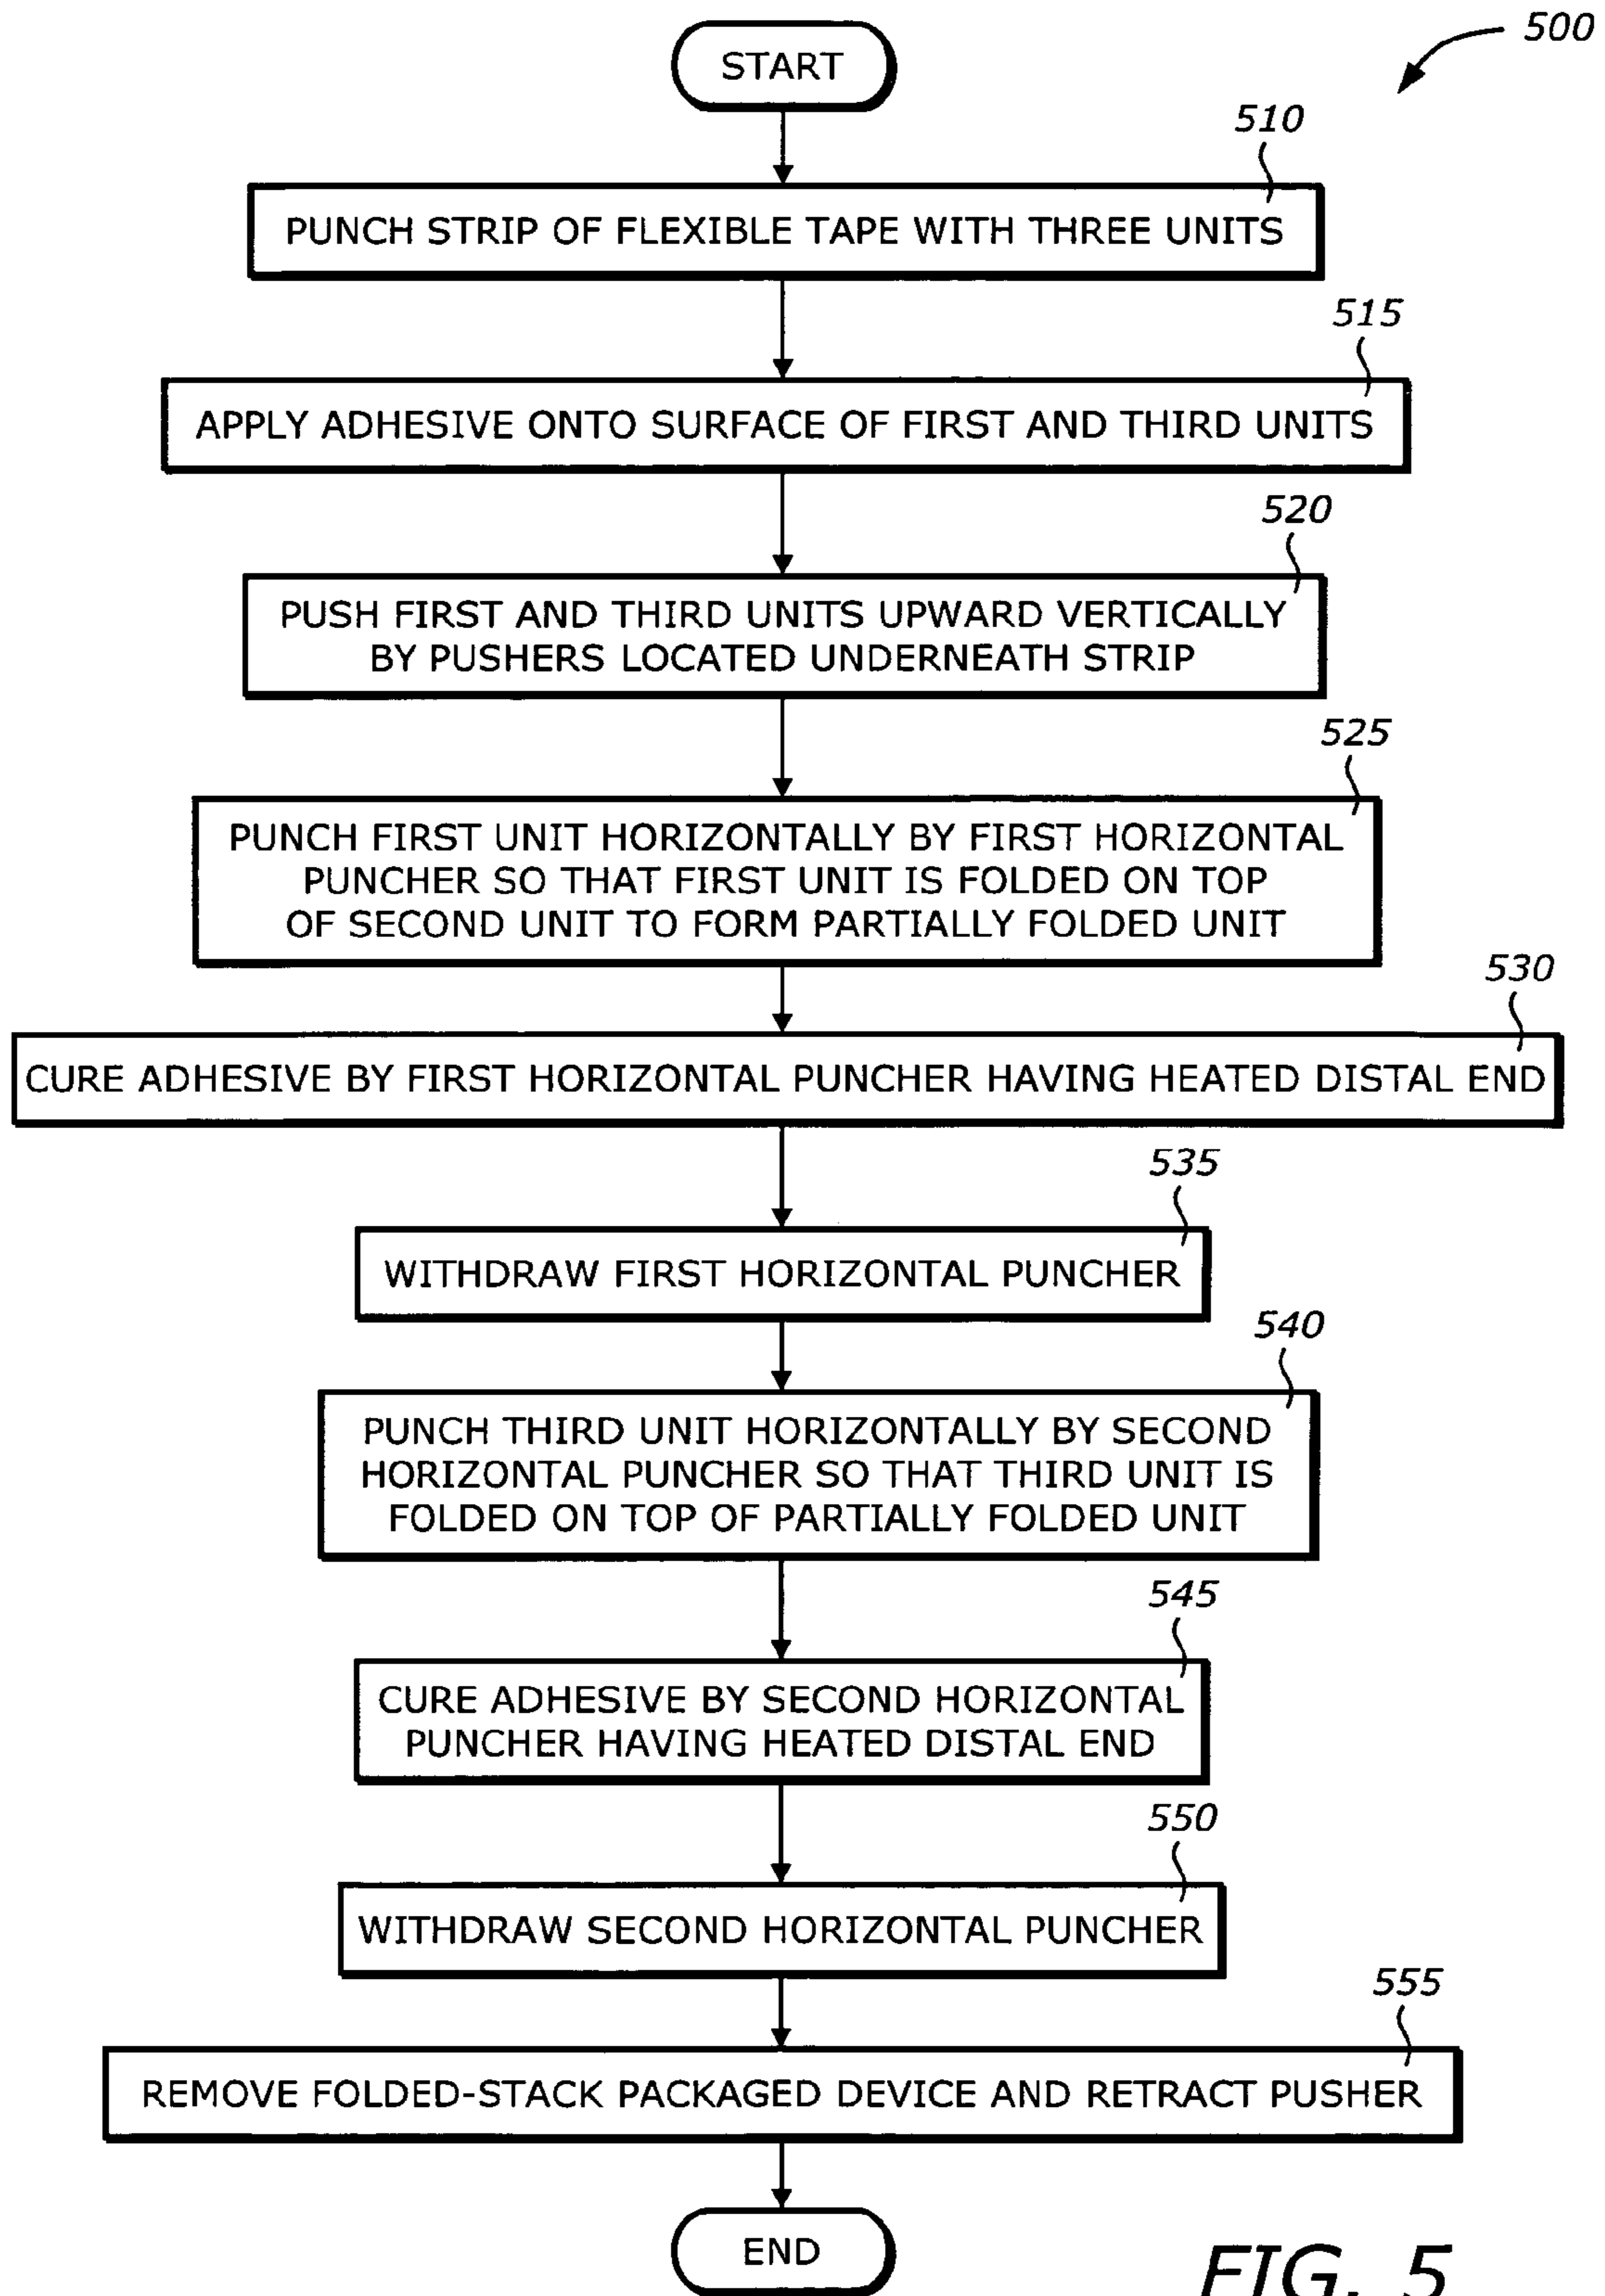 500
START
510
PUNCH STRIP OF FLEXIBLE TAPE WITH THREE UNITS
515
APPLY ADHESIVE ONTO SURFACE OF FIRST AND THIRD UNITS
520
PUSH FIRST AND THIRD UNITS UPWARD VERTICALLY
BY PUSHERS LOCATED UNDERNEATH STRIP
525
PUNCH FIRST UNIT HORIZONTALLY BY FIRST HORIZONTAL
PUNCHER SO THAT FIRST UNIT IS FOLDED ON TOP
OF SECOND UNIT TO FORM PARTIALLY FOLDED UNIT
530
CURE ADHESIVE BY FIRST HORIZONTAL PUNCHER HAVING HEATED DISTAL END
535
WITHDRAW FIRST HORIZONTAL PUNCHER
540
PUNCH THIRD UNIT HORIZONTALLY BY SECOND
HORIZONTAL PUNCHER SO THAT THIRD UNIT IS
FOLDED ON TOP OF PARTIALLY FOLDED UNIT
545
CURE ADHESIVE BY SECOND HORIZONTAL
PUNCHER HAVING HEATED DISTAL END
550
WITHDRAW SECOND HORIZONTAL PUNCHER
555
REMOVE FOLDED-STACK PACKAGED DEVICE AND RETRACT PUSHER
END
FIG. 5